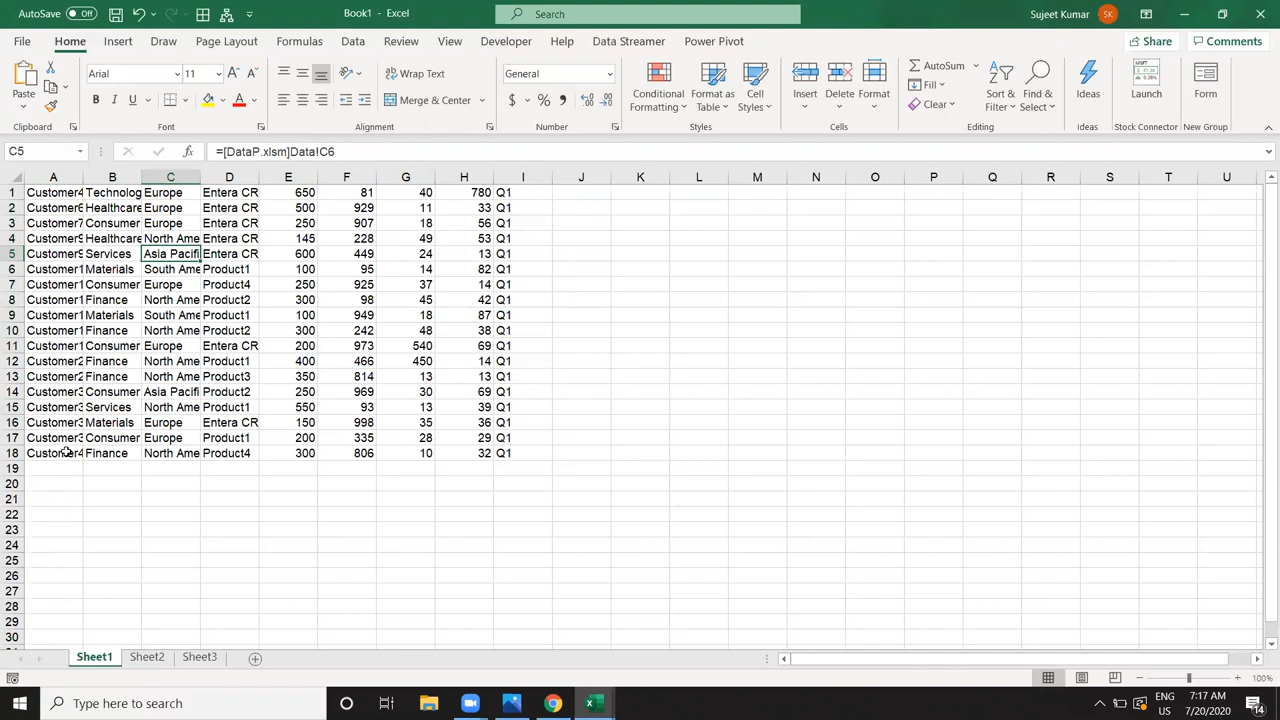 AutoSave Off Book1 - Excel Search Sujeet Kumar SK
File Home Insert Draw Page Layout Formulas Data Review View Developer Help Data Streamer Power Pivot Share Comments
Paste Arial 11 Wrap Text General Conditional Formatting Format as Table Cell Styles Insert Delete Format AutoSum Sort & Filter Find & Select Ideas Launch Form
B I U Merge & Center $ % Fill
Clear
Clipboard Font Alignment Number Styles Cells Editing Ideas Stock Connector New Group
C5 fx =[DataP.xlsm]Data!C6
A B C D E F G H I J K L M N O P Q R S T U
1 Customer4 Technolog Europe Entera CR 650 81 40 780 Q1
2 Customer6 Healthcare Europe Entera CR 500 929 11 33 Q1
3 Customer7 Consumer Europe Entera CR 250 907 18 56 Q1
4 Customer9 Healthcare North Ame Entera CR 145 228 49 53 Q1
5 Customer9 Services Asia Pacifi Entera CR 600 449 24 13 Q1
6 Customer1 Materials South Ame Product1 100 95 14 82 Q1
7 Customer1 Consumer Europe Product4 250 925 37 14 Q1
8 Customer1 Finance North Ame Product2 300 98 45 42 Q1
9 Customer1 Materials South Ame Product1 100 949 18 87 Q1
10 Customer1 Finance North Ame Product2 300 242 48 38 Q1
11 Customer1 Consumer Europe Entera CR 200 973 540 69 Q1
12 Customer2 Finance North Ame Product1 400 466 450 14 Q1
13 Customer2 Finance North Ame Product3 350 814 13 13 Q1
14 Customer3 Consumer Asia Pacifi Product2 250 969 30 69 Q1
15 Customer3 Services North Ame Product1 550 93 13 39 Q1
16 Customer3 Materials Europe Entera CR 150 998 35 36 Q1
17 Customer3 Consumer Europe Product1 200 335 28 29 Q1
18 Customer4 Finance North Ame Product4 300 806 10 32 Q1
19
20
21
22
23
24
25
26
27
28
29
30
Sheet1 Sheet2 Sheet3
100%
Type here to search ENG US 7:17 AM 7/20/2020